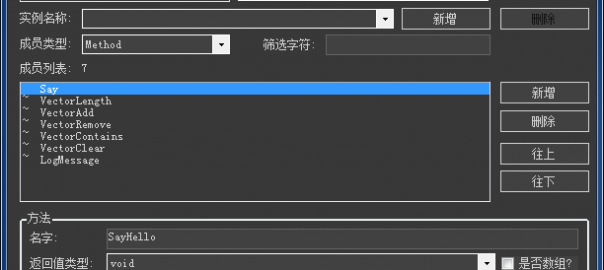 实例名称: 新增 删除
成员类型: Method 筛选字符:
成员列表: 7
Say
~ VectorLength
~ VectorAdd
~ VectorRemove
~ VectorContains
~ VectorClear
~ LogMessage
新增
删除
往上
往下
方法
名字: SayHello
返回值类型: void 是否数组?